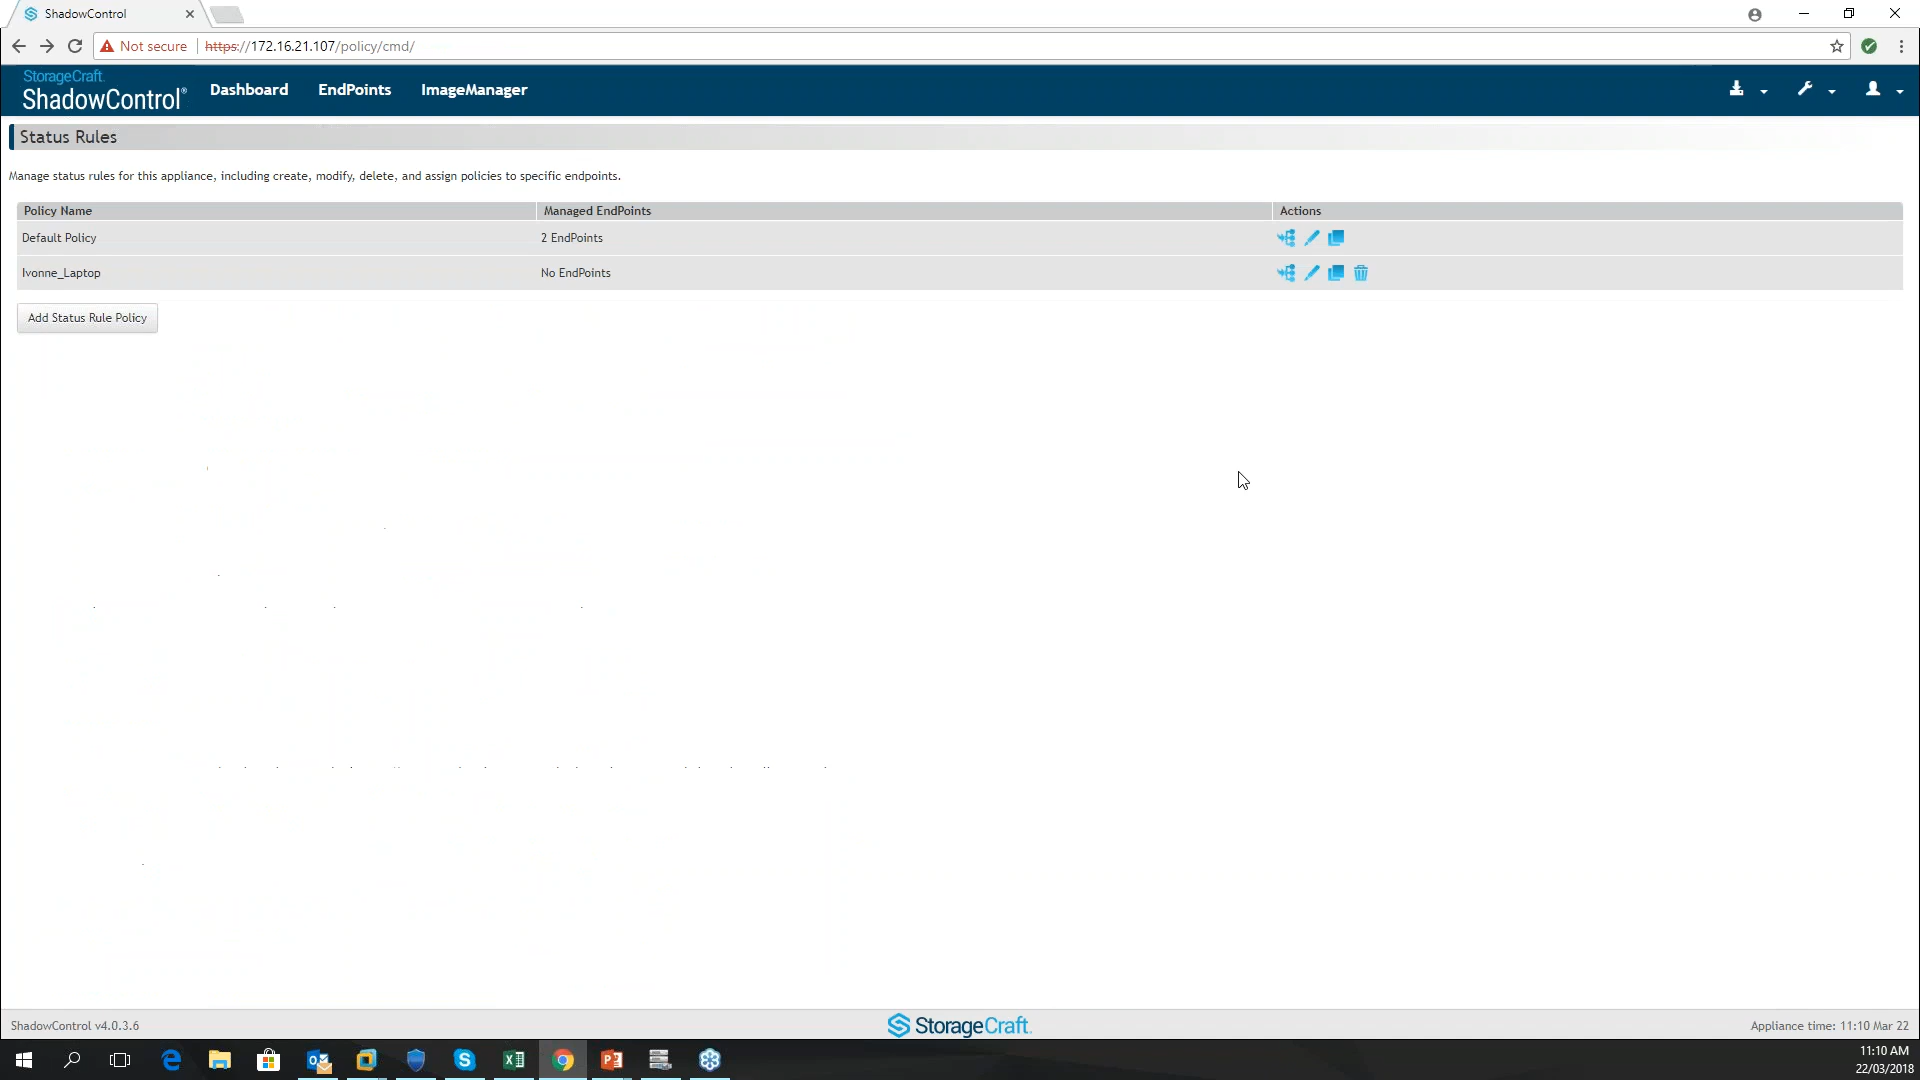 ShadowControl
Not secure https://172.16.21.107/policy/cmd/
StorageCraft.
ShadowControl® Dashboard EndPoints ImageManager
Status Rules
Manage status rules for this appliance, including create, modify, delete, and assign policies to specific endpoints.
Policy Name Managed EndPoints Actions
Default Policy 2 EndPoints
Ivonne_Laptop No EndPoints
Add Status Rule Policy
ShadowControl v4.0.3.6 StorageCraft. Appliance time: 11:10 Mar 22
11:10 AM
22/03/2018